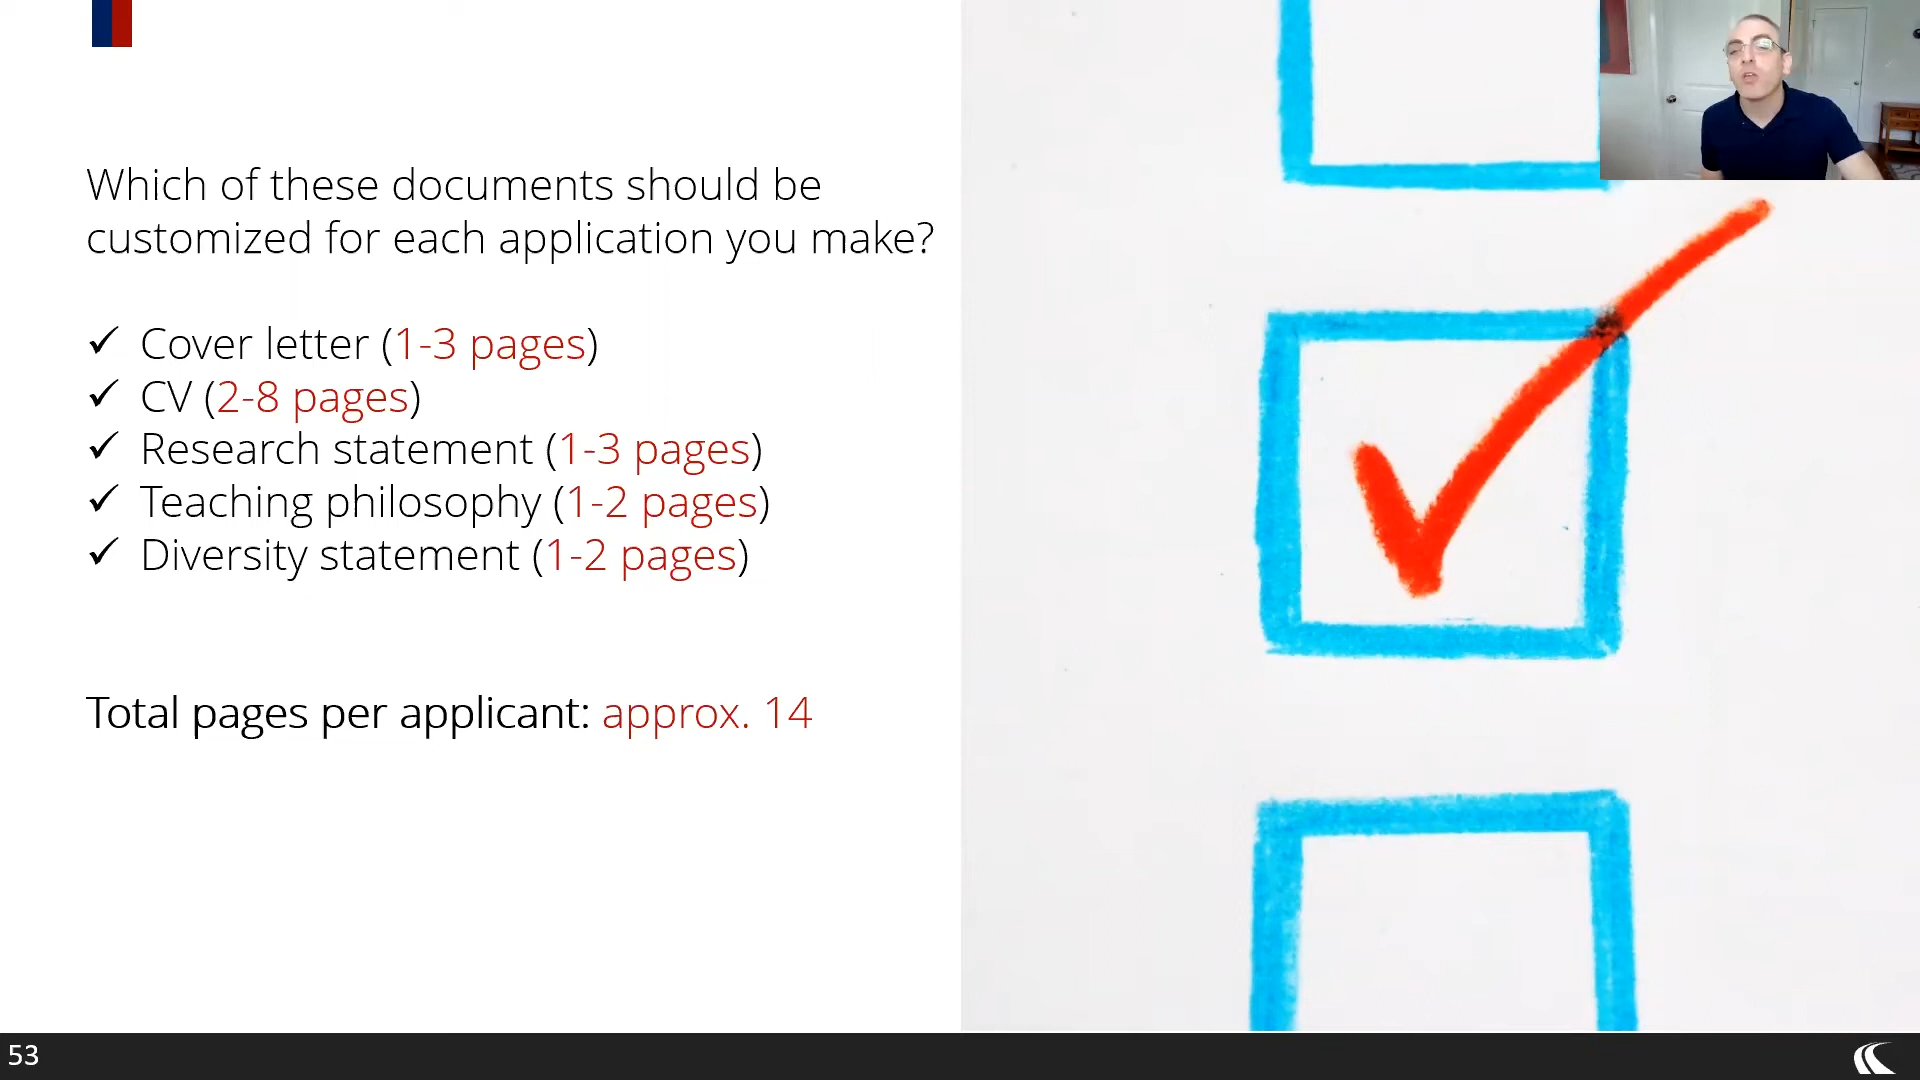 Which of these documents should be
customized for each application you make?
✓ Cover letter (1-3 pages)
✓ CV (2-8 pages)
✓ Research statement (1-3 pages)
✓ Teaching philosophy (1-2 pages)
✓ Diversity statement (1-2 pages)
Total pages per applicant: approx. 14
53